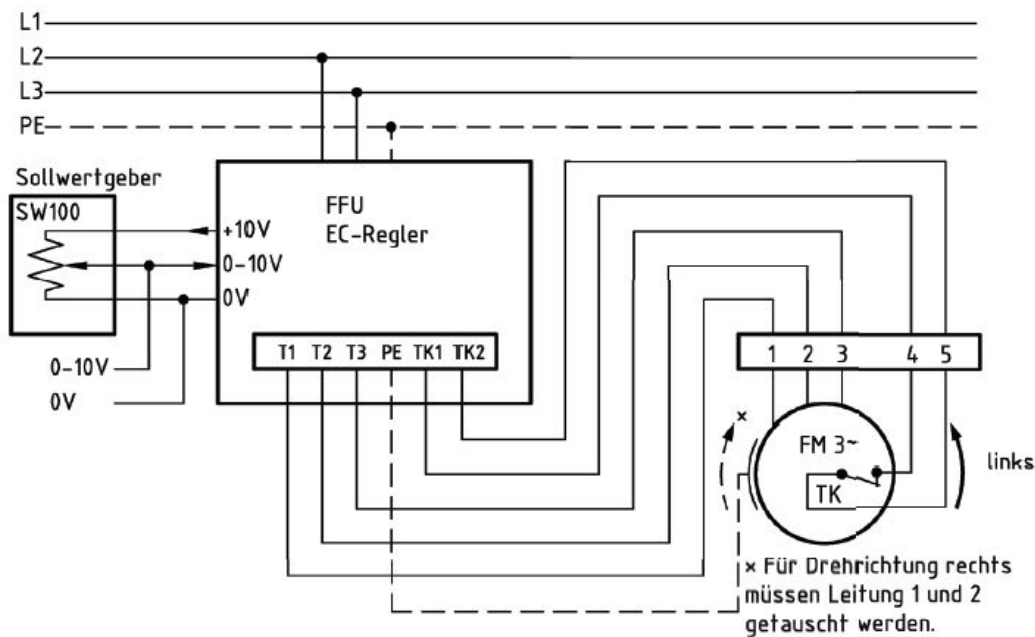 L1
L2
L3
PE
Sollwertgeber
SW100
+10V
0-10V
0V
0-10V
0V
FFU
EC-Regler
T1 T2 T3 PE TK1 TK2
1 2 3 4 5
×
FM 3~
TK
links
× Für Drehrichtung rechts
müssen Leitung 1 und 2
getauscht werden.